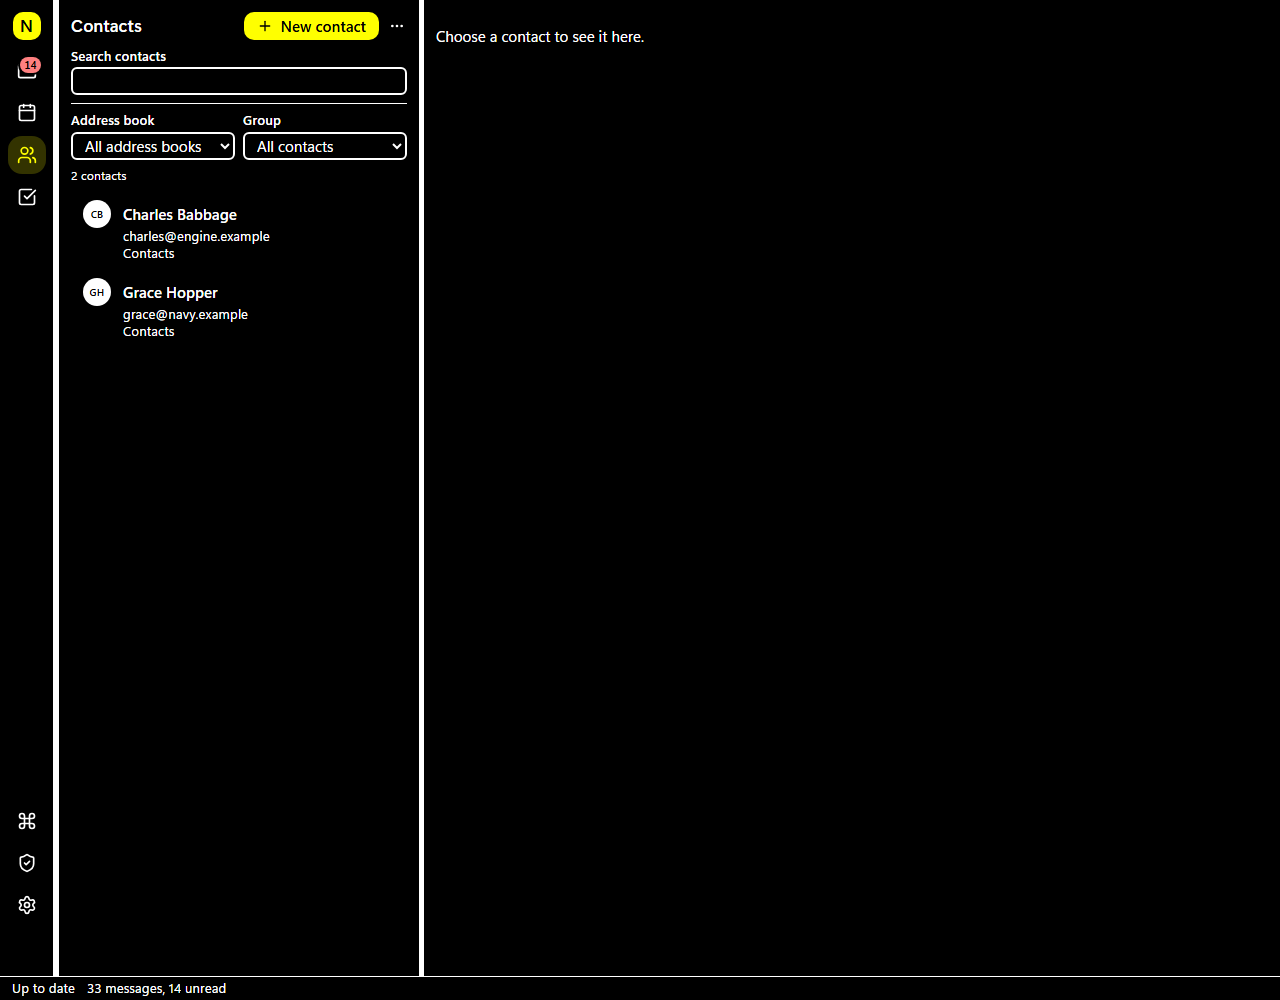 N
14
Contacts
New contact
Search contacts
Address book
Group
All address books
All contacts
2 contacts
CB
Charles Babbage
charles@engine.example
Contacts
GH
Grace Hopper
grace@navy.example
Contacts
Choose a contact to see it here.
Up to date
33 messages, 14 unread